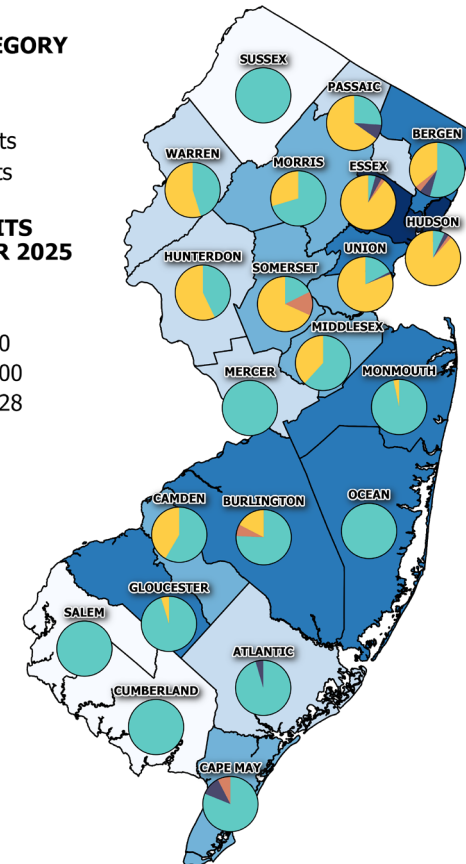 EGORY
ts
ts
ITS
R 2025
0
00
28
SUSSEX
PASSAIC
BERGEN
WARREN
MORRIS
ESSEX
HUDSON
HUNTERDON
SOMERSET
UNION
MIDDLESEX
MERCER
MONMOUTH
CAMDEN
BURLINGTON
OCEAN
GLOUCESTER
SALEM
ATLANTIC
CUMBERLAND
CAPE MAY